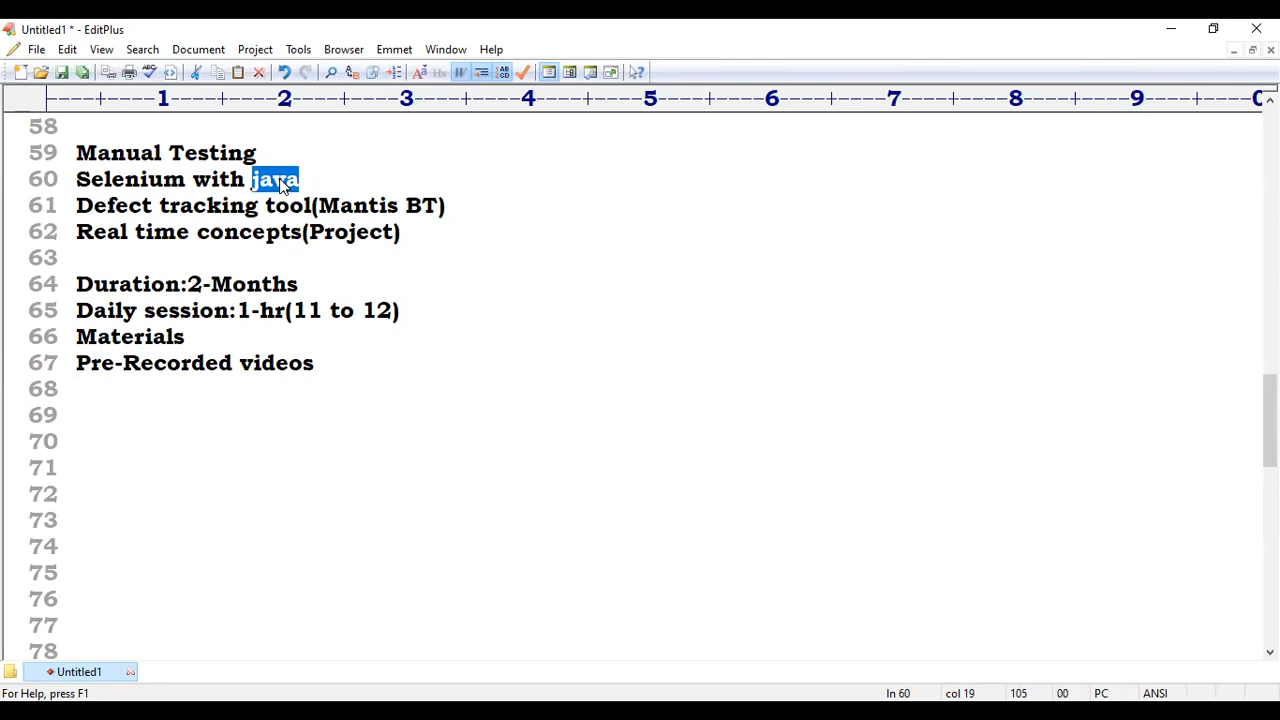 Untitled1 * - EditPlus
File Edit View Search Document Project Tools Browser Emmet Window Help
1 2 3 4 5 6 7 8 9 0
58
59 Manual Testing
60 Selenium with java
61 Defect tracking tool(Mantis BT)
62 Real time concepts(Project)
63
64 Duration:2-Months
65 Daily session:1-hr(11 to 12)
66 Materials
67 Pre-Recorded videos
68
69
70
71
72
73
74
75
76
77
78
Untitled1
For Help, press F1 ln 60 col 19 105 00 PC ANSI